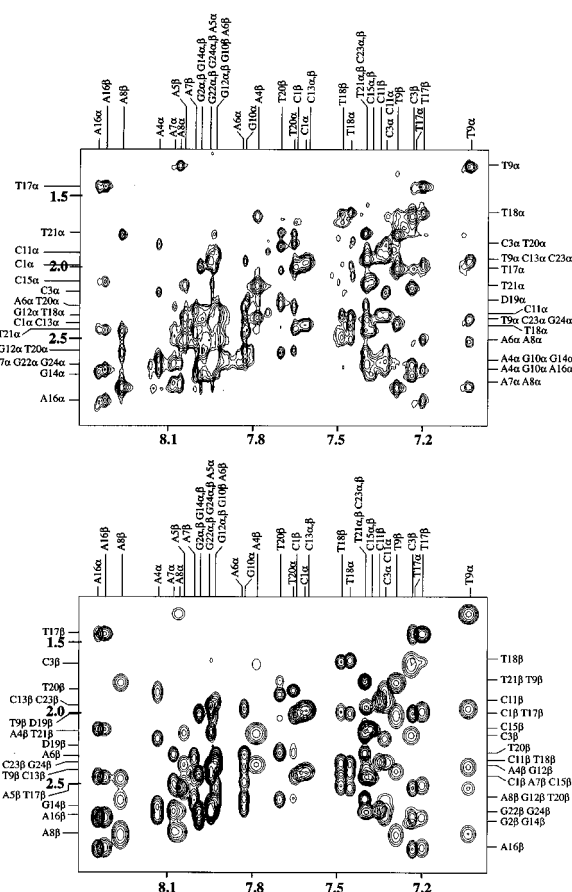 A16α
A16β
A8β
A4α
A7α
A8α
A5β
A7β
G2α,β G14α,β
G22α,β G24α,β A5α
G12α,β G10β A6β
A6α
G10α
A4β
T20β
T20α
C1β
C1α
C13α,β
T18β
T18α
T21α,β C23α,β
C15α,β
C11β
C3α C11α
T9β
C3β
T17α
T17β
T9α
T17α
1.5
T21α
C11α
C1α
2.0
C15α
C3α
A6α T20α
G12α T18α
C1α C13α
T21α
2.5
G12α T20α
7α G22α G24α
G14α
A16α
T9α
T18α
C3α T20α
T9α C13α C23α
T17α
T21α
D19α
C11α
T9α C23α G24α
T18α
A6α A8α
A4α G10α G14α
A4α G10α A16α
A7α A8α
8.1
7.8
7.5
7.2
A16α
A16β
A8β
A4α
A7α
A8α
A5β
A7β
G2α,β G14α,β
G22α,β G24α,β A5α
G12α,β G10β A6β
A6α
G10α
A4β
T20β
T20α
C1β
C1α
C13α,β
T18β
T18α
T21α,β C23α,β
C15α,β
C11β
C3α C11α
T9β
C3β
T17α
T17β
T9α
T17β
1.5
C3β
T20β
C13β C23β
2.0
T9β D19β
A4β T21β
D19β
A6β
C23β G24β
T9β C13β
2.5
A5β T17β
G14β
A16β
A8β
T18β
T21β T9β
C11β
C1β T17β
C15β
C3β
T20β
C11β T18β
A4β G12β
C1β A7β C15β
A8β G12β T20β
G22β G24β
G2β G14β
A16β
8.1
7.8
7.5
7.2